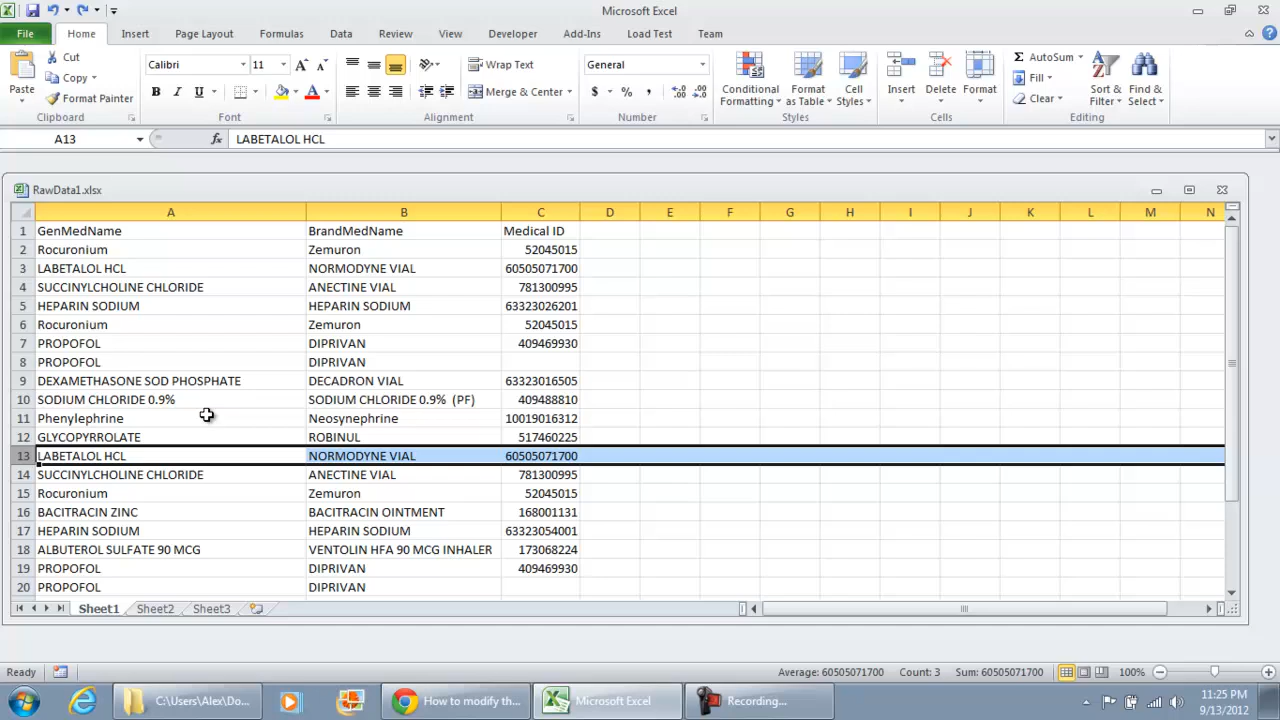 Microsoft Excel
File Home Insert Page Layout Formulas Data Review View Developer Add-Ins Load Test Team
Paste
Cut
Copy
Format Painter
Clipboard
Calibri 11
B I U
Font
Wrap Text
Merge & Center
Alignment
General
$ % ,
Number
Conditional Formatting
Format as Table
Cell Styles
Styles
Insert
Delete
Format
Cells
AutoSum
Fill
Clear
Sort & Filter
Find & Select
Editing
A13 fx LABETALOL HCL
RawData1.xlsx
A B C D E F G H I J K L M N
1 GenMedName BrandMedName Medical ID
2 Rocuronium Zemuron 52045015
3 LABETALOL HCL NORMODYNE VIAL 60505071700
4 SUCCINYLCHOLINE CHLORIDE ANECTINE VIAL 781300995
5 HEPARIN SODIUM HEPARIN SODIUM 63323026201
6 Rocuronium Zemuron 52045015
7 PROPOFOL DIPRIVAN 409469930
8 PROPOFOL DIPRIVAN
9 DEXAMETHASONE SOD PHOSPHATE DECADRON VIAL 63323016505
10 SODIUM CHLORIDE 0.9% SODIUM CHLORIDE 0.9% (PF) 409488810
11 Phenylephrine Neosynephrine 10019016312
12 GLYCOPYRROLATE ROBINUL 517460225
13 LABETALOL HCL NORMODYNE VIAL 60505071700
14 SUCCINYLCHOLINE CHLORIDE ANECTINE VIAL 781300995
15 Rocuronium Zemuron 52045015
16 BACITRACIN ZINC BACITRACIN OINTMENT 168001131
17 HEPARIN SODIUM HEPARIN SODIUM 63323054001
18 ALBUTEROL SULFATE 90 MCG VENTOLIN HFA 90 MCG INHALER 173068224
19 PROPOFOL DIPRIVAN 409469930
20 PROPOFOL DIPRIVAN
Sheet1 Sheet2 Sheet3
Ready Average: 60505071700 Count: 3 Sum: 60505071700 100%
C:\Users\Alex\Do... How to modify th... Microsoft Excel Recording...
11:25 PM
9/13/2012